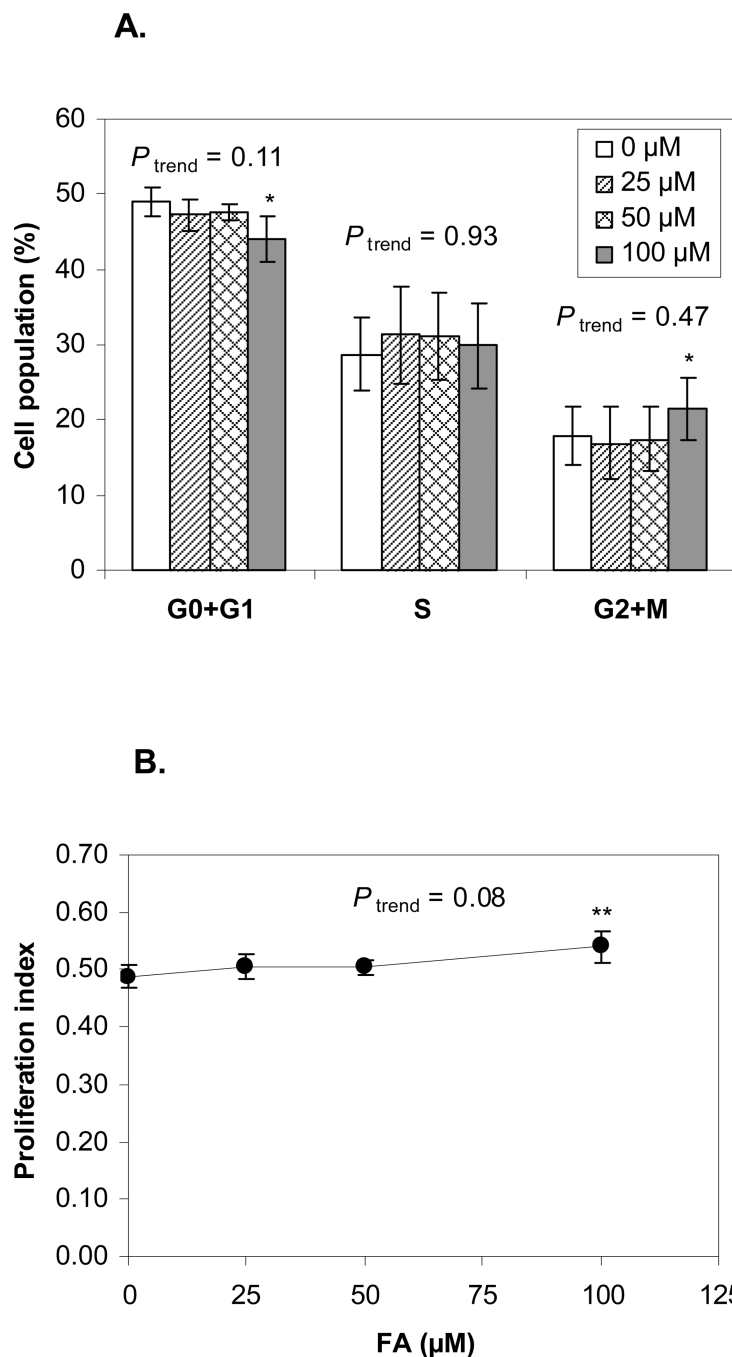 A.
60
50
40
30
20
10
0
Cell population (%)
P trend = 0.11
*
P trend = 0.93
P trend = 0.47
*
0 µM
25 µM
50 µM
100 µM
G0+G1 S G2+M
B.
0.70
0.60
0.50
0.40
0.30
0.20
0.10
0.00
Proliferation index
P trend = 0.08
**
0 25 50 75 100 125
FA (µM)